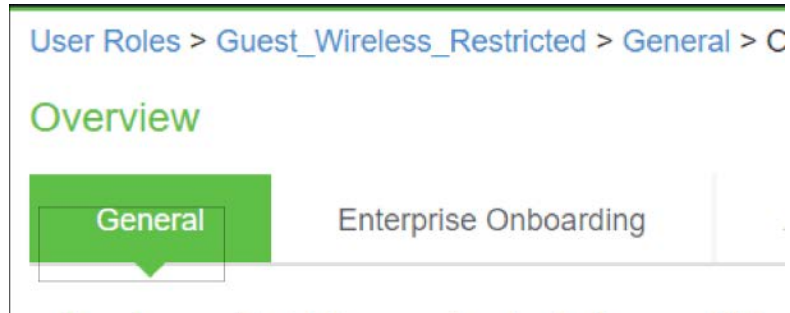 User Roles > Guest_Wireless_Restricted > General >
Overview
General
Enterprise Onboarding